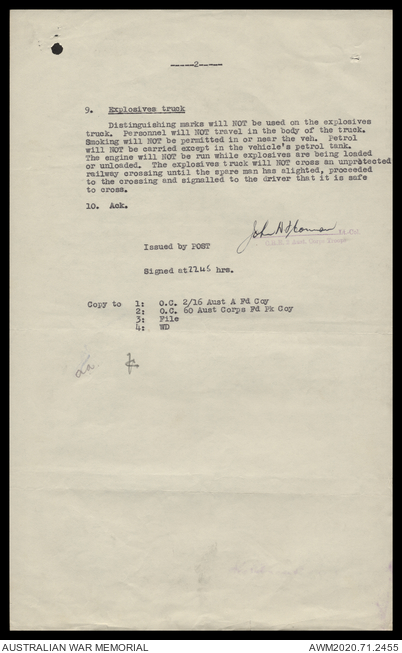 -----2-----
9. Explosives truck
Distinguishing marks will NOT be used on the explosives
truck. Personnel will NOT travel in the body of the truck.
Smoking will NOT be permitted in or near the veh. Petrol
will NOT be carried except in the vehicle's petrol tank.
The engine will NOT be run while explosives are being loaded
or unloaded. The explosives truck will NOT cross an unprotected
railway crossing until the spare man has alighted, proceeded
to the crossing and signalled to the driver that it is safe
to cross.
10. Ack.
Issued by POST
Signed at 2245 hrs.
Copy to 1: O.C. 2/16 Aust A Fd Coy
2: O.C. 60 Aust Corps Fd Pk Coy
3: File
4: WD
AUSTRALIAN WAR MEMORIAL
AWM2020.71.2455